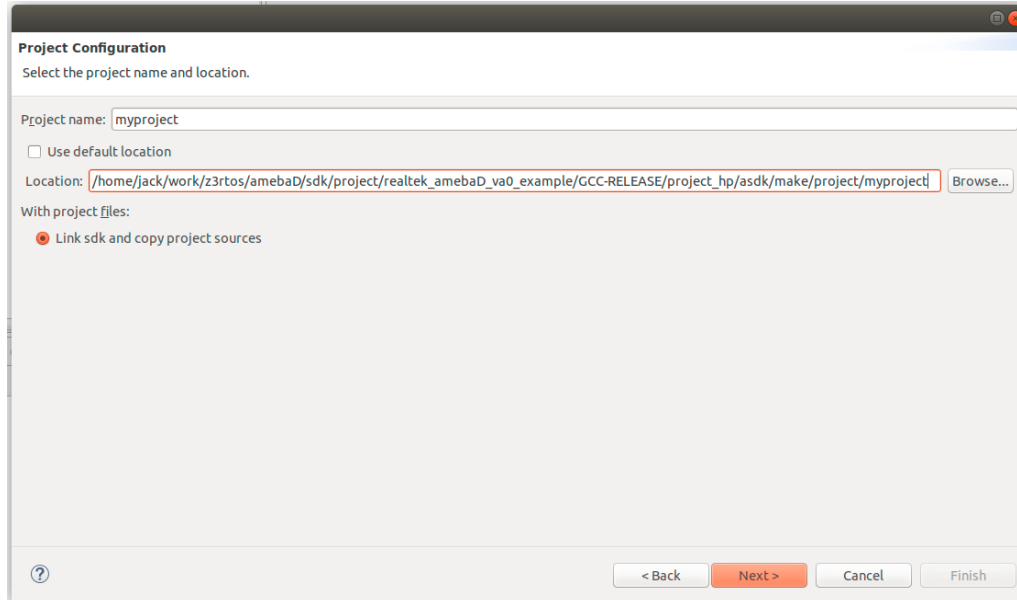 Project Configuration
Select the project name and location.
Project name: myproject
Use default location
Location: /home/jack/work/z3rtos/amebaD/sdk/project/realtek_amebaD_va0_example/GCC-RELEASE/project_hp/asdk/make/project/myproject Browse...
With project files:
Link sdk and copy project sources
? < Back Next > Cancel Finish